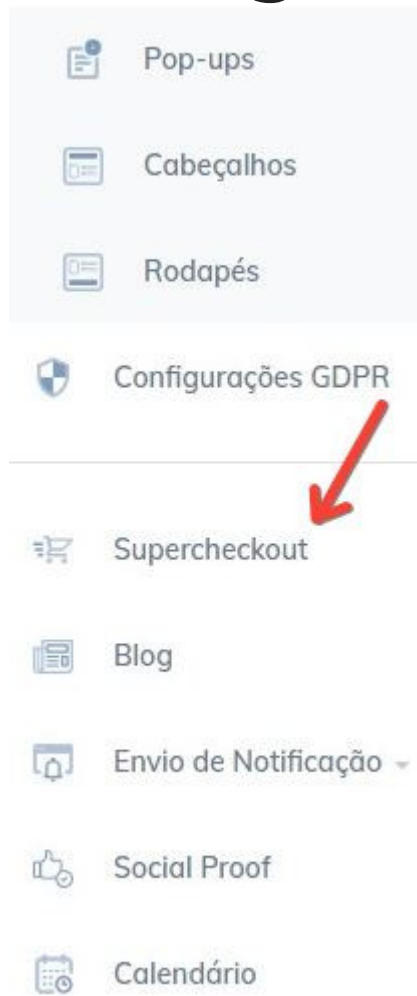 Pop-ups
Cabeçalhos
Rodapés
Configurações GDPR
Supercheckout
Blog
Envio de Notificação
Social Proof
Calendário